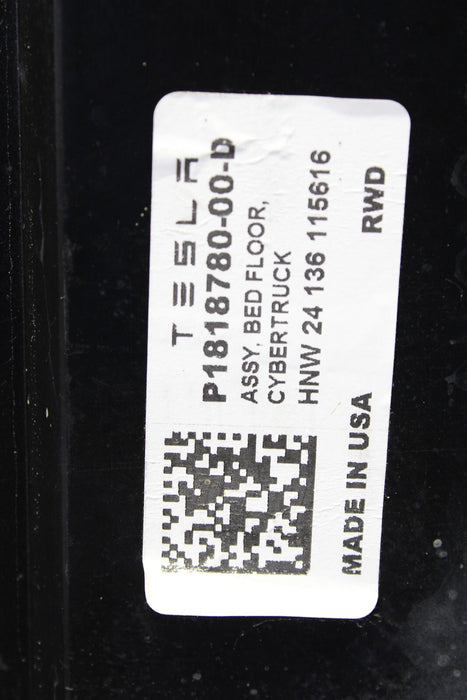 TESLA
P1818780-00-D
ASSY, BED FLOOR,
CYBERTRUCK
HNW 24 136 115616
MADE IN USA RWD